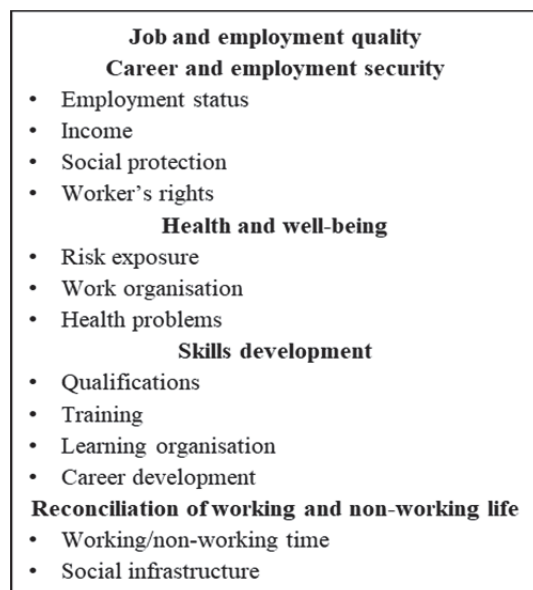 Job and employment quality
Career and employment security
• Employment status
• Income
• Social protection
• Worker’s rights
Health and well-being
• Risk exposure
• Work organisation
• Health problems
Skills development
• Qualifications
• Training
• Learning organisation
• Career development
Reconciliation of working and non-working life
• Working/non-working time
• Social infrastructure